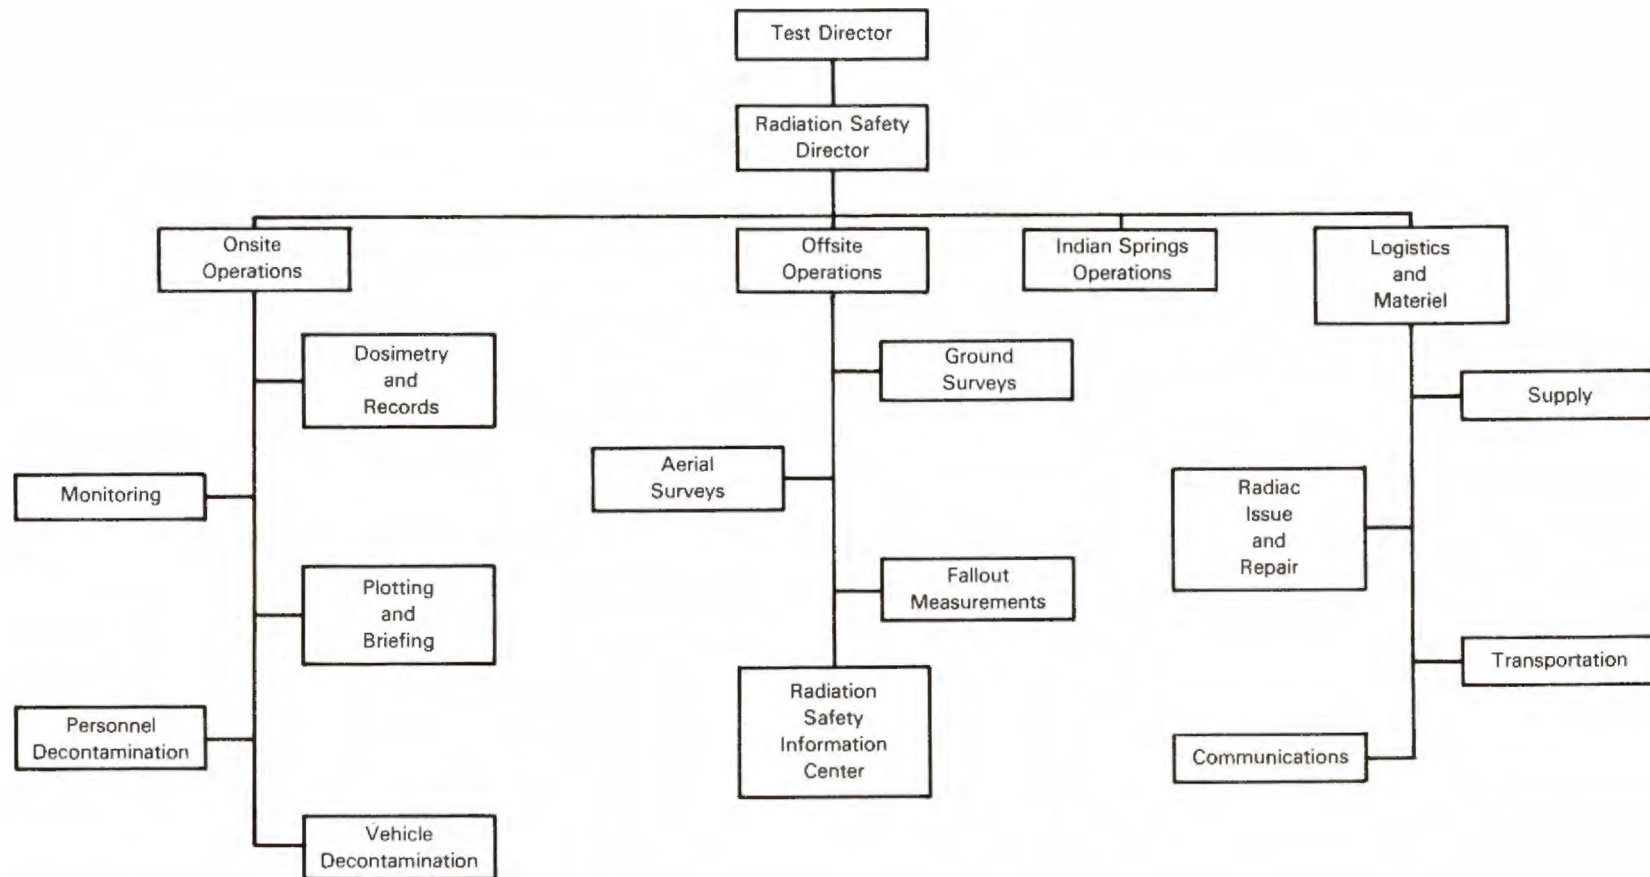 Test Director
Radiation Safety
Director
Onsite
Operations
Offsite
Operations
Indian Springs
Operations
Logistics
and
Materiel
Dosimetry
and
Records
Monitoring
Plotting
and
Briefing
Personnel
Decontamination
Vehicle
Decontamination
Ground
Surveys
Aerial
Surveys
Fallout
Measurements
Radiation
Safety
Information
Center
Supply
Radiac
Issue
and
Repair
Transportation
Communications